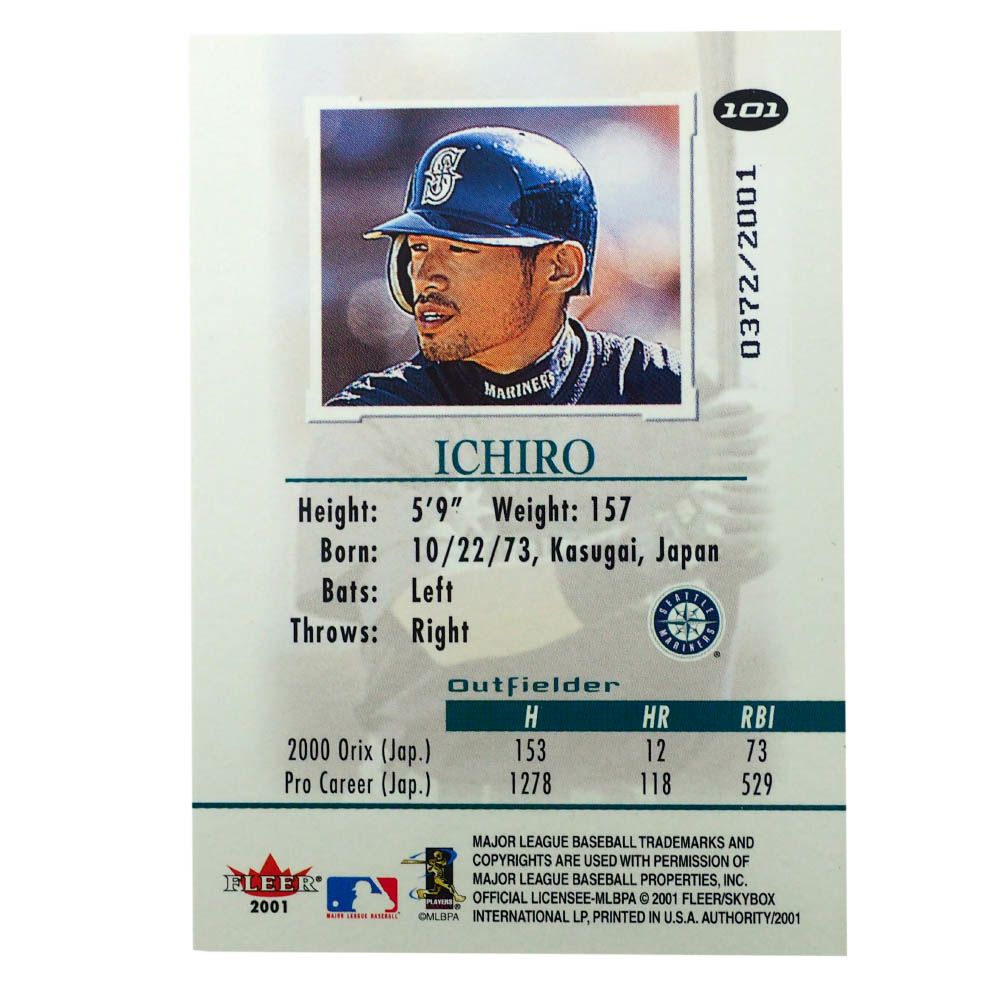 101
0372/2001
S
MARINERS
ICHIRO
Height: 5'9" Weight: 157
Born: 10/22/73, Kasugai, Japan
Bats: Left
Throws: Right
SEATTLE MARINERS
®
Outfielder
H HR RBI
2000 Orix (Jap.) 153 12 73
Pro Career (Jap.) 1278 118 529
FLEER®
2001
MAJOR LEAGUE BASEBALL®
PLAYERS
©MLBPA
MAJOR LEAGUE BASEBALL TRADEMARKS AND
COPYRIGHTS ARE USED WITH PERMISSION OF
MAJOR LEAGUE BASEBALL PROPERTIES, INC.
OFFICIAL LICENSEE-MLBPA © 2001 FLEER/SKYBOX
INTERNATIONAL LP, PRINTED IN U.S.A. AUTHORITY/2001